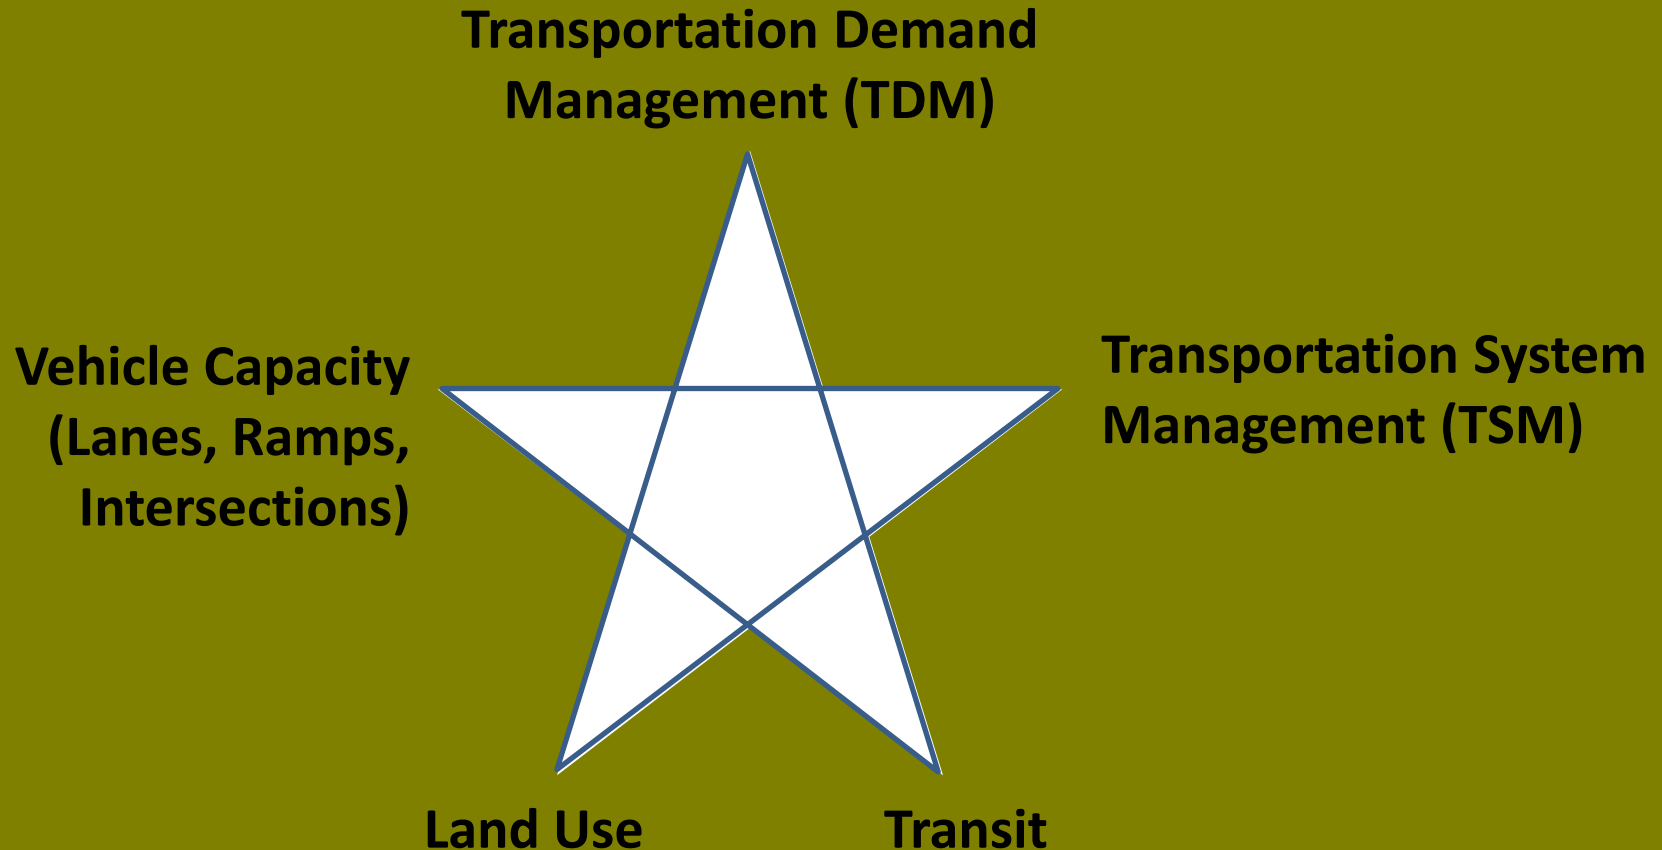 Transportation Demand
Management (TDM)
Vehicle Capacity
(Lanes, Ramps,
Intersections)
Transportation System
Management (TSM)
Land Use
Transit